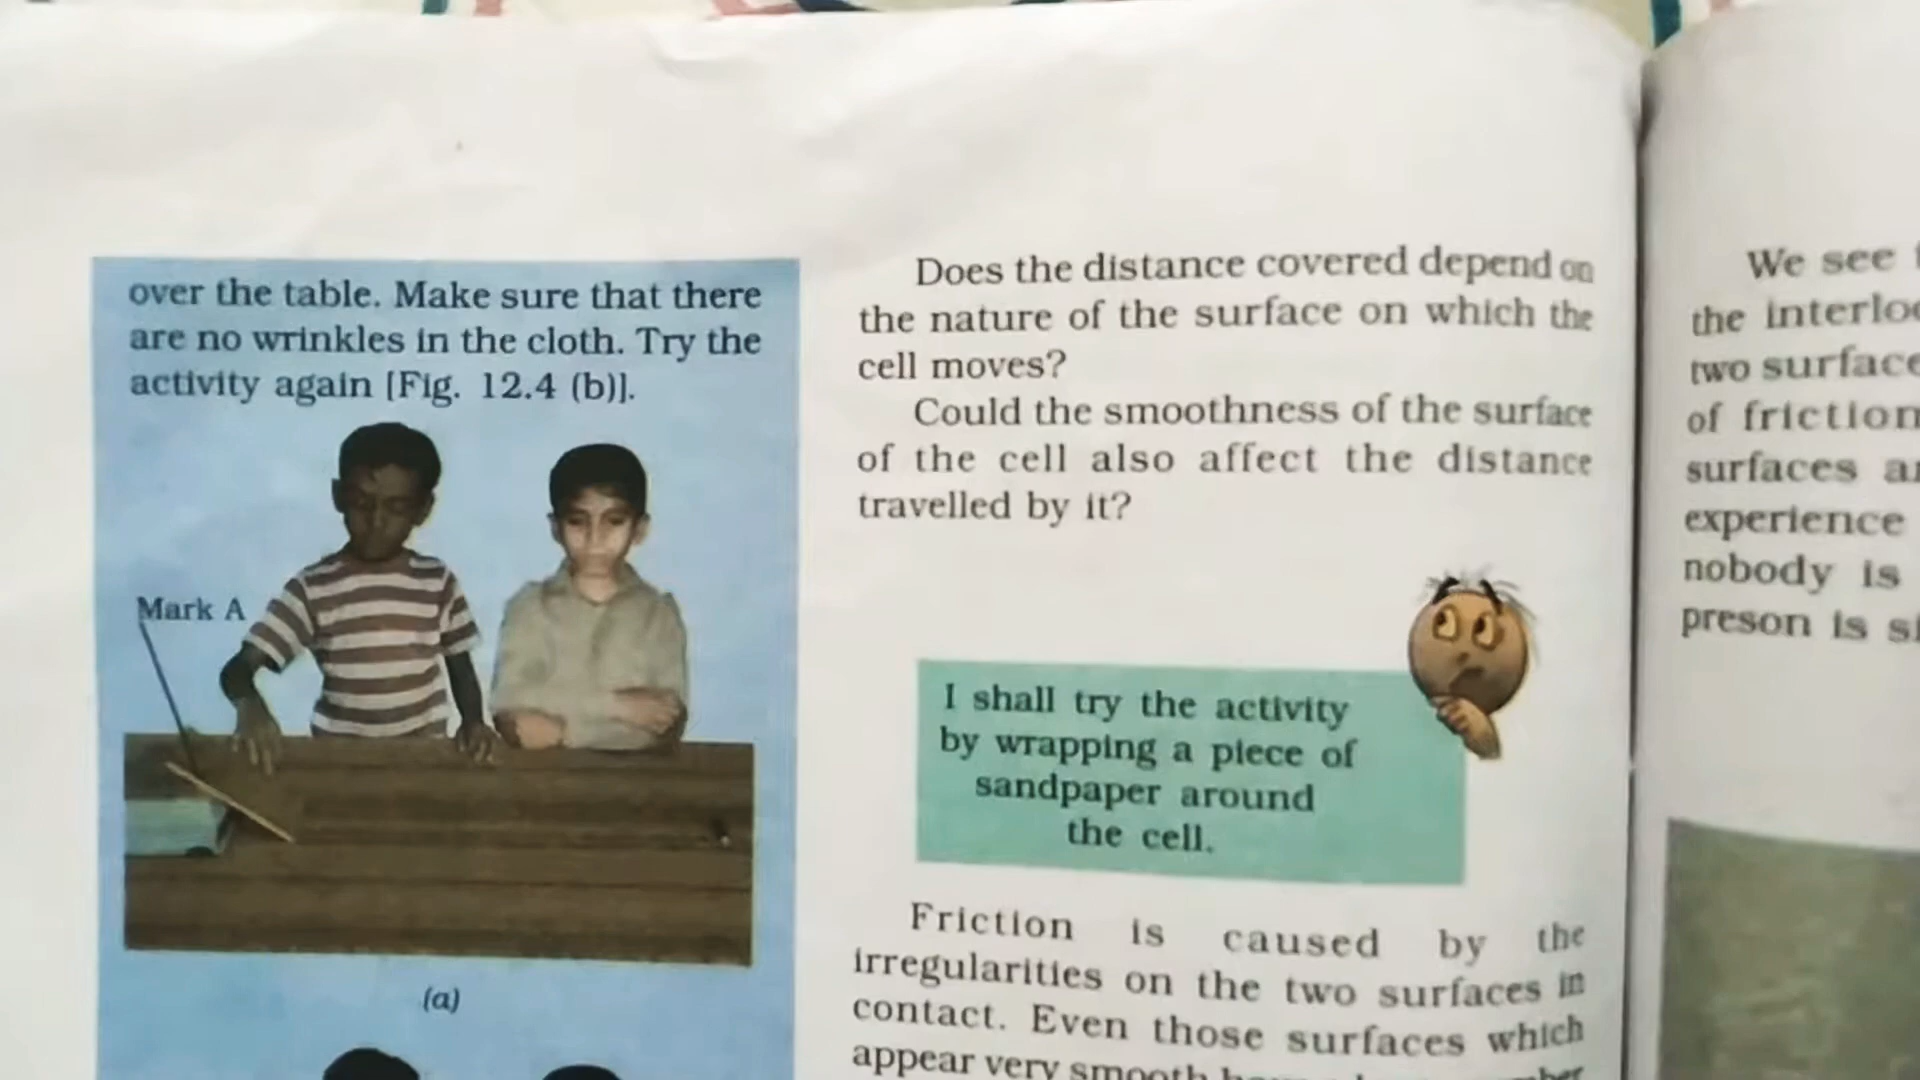 over the table. Make sure that there
are no wrinkles in the cloth. Try the
activity again [Fig. 12.4 (b)].
Mark A
(a)
Does the distance covered depend on
the nature of the surface on which the
cell moves?
Could the smoothness of the surface
of the cell also affect the distance
travelled by it?
I shall try the activity
by wrapping a piece of
sandpaper around
the cell.
Friction is caused by the
irregularities on the two surfaces in
contact. Even those surfaces which
appear very smooth
We see
the
two
of friction
surfaces
experience
nobody is
preson is